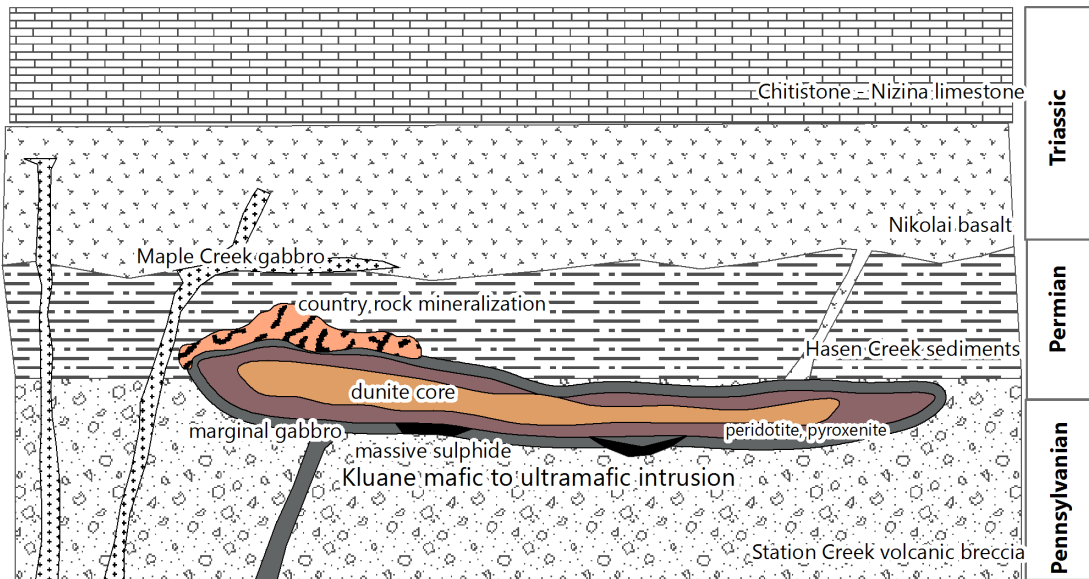 Chitistone - Nizina limestone
Triassic
Nikolai basalt
Maple Creek gabbro
country rock mineralization
Permian
Hasen Creek sediments
dunite core
marginal gabbro
peridotite, pyroxenite
massive sulphide
Kluane mafic to ultramafic intrusion
Pennsylvanian
Station Creek volcanic breccia